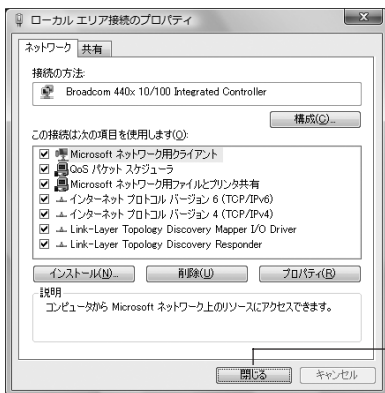 ローカル エリア接続のプロパティ
ネットワーク 共有
接続の方法:
Broadcom 440x 10/100 Integrated Controller
構成(C)...
この接続は次の項目を使用します(O):
Microsoft ネットワーク用クライアント
QoS パケット スケジューラ
Microsoft ネットワーク用ファイルとプリンタ共有
インターネット プロトコル バージョン 6 (TCP/IPv6)
インターネット プロトコル バージョン 4 (TCP/IPv4)
Link-Layer Topology Discovery Mapper I/O Driver
Link-Layer Topology Discovery Responder
インストール(N)... 削除(U) プロパティ(R)
説明
コンピュータから Microsoft ネットワーク上のリソースにアクセスできます。
閉じる キャンセル